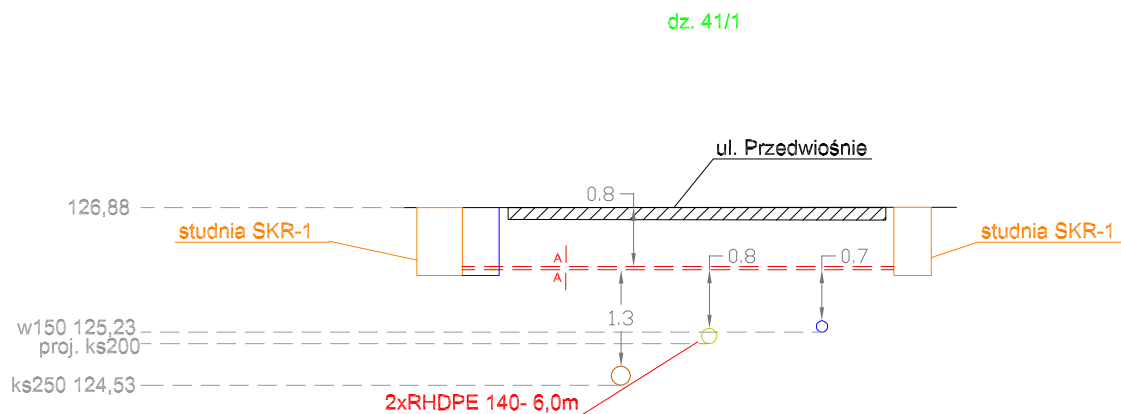 dz. 41/1
ul. Przedwiośnie
0.8
126,88
studnia SKR-1
studnia SKR-1
A
A
0.8
0.7
1.3
w150 125,23
proj. ks200
ks250 124,53
2xRHDPE 140- 6,0m